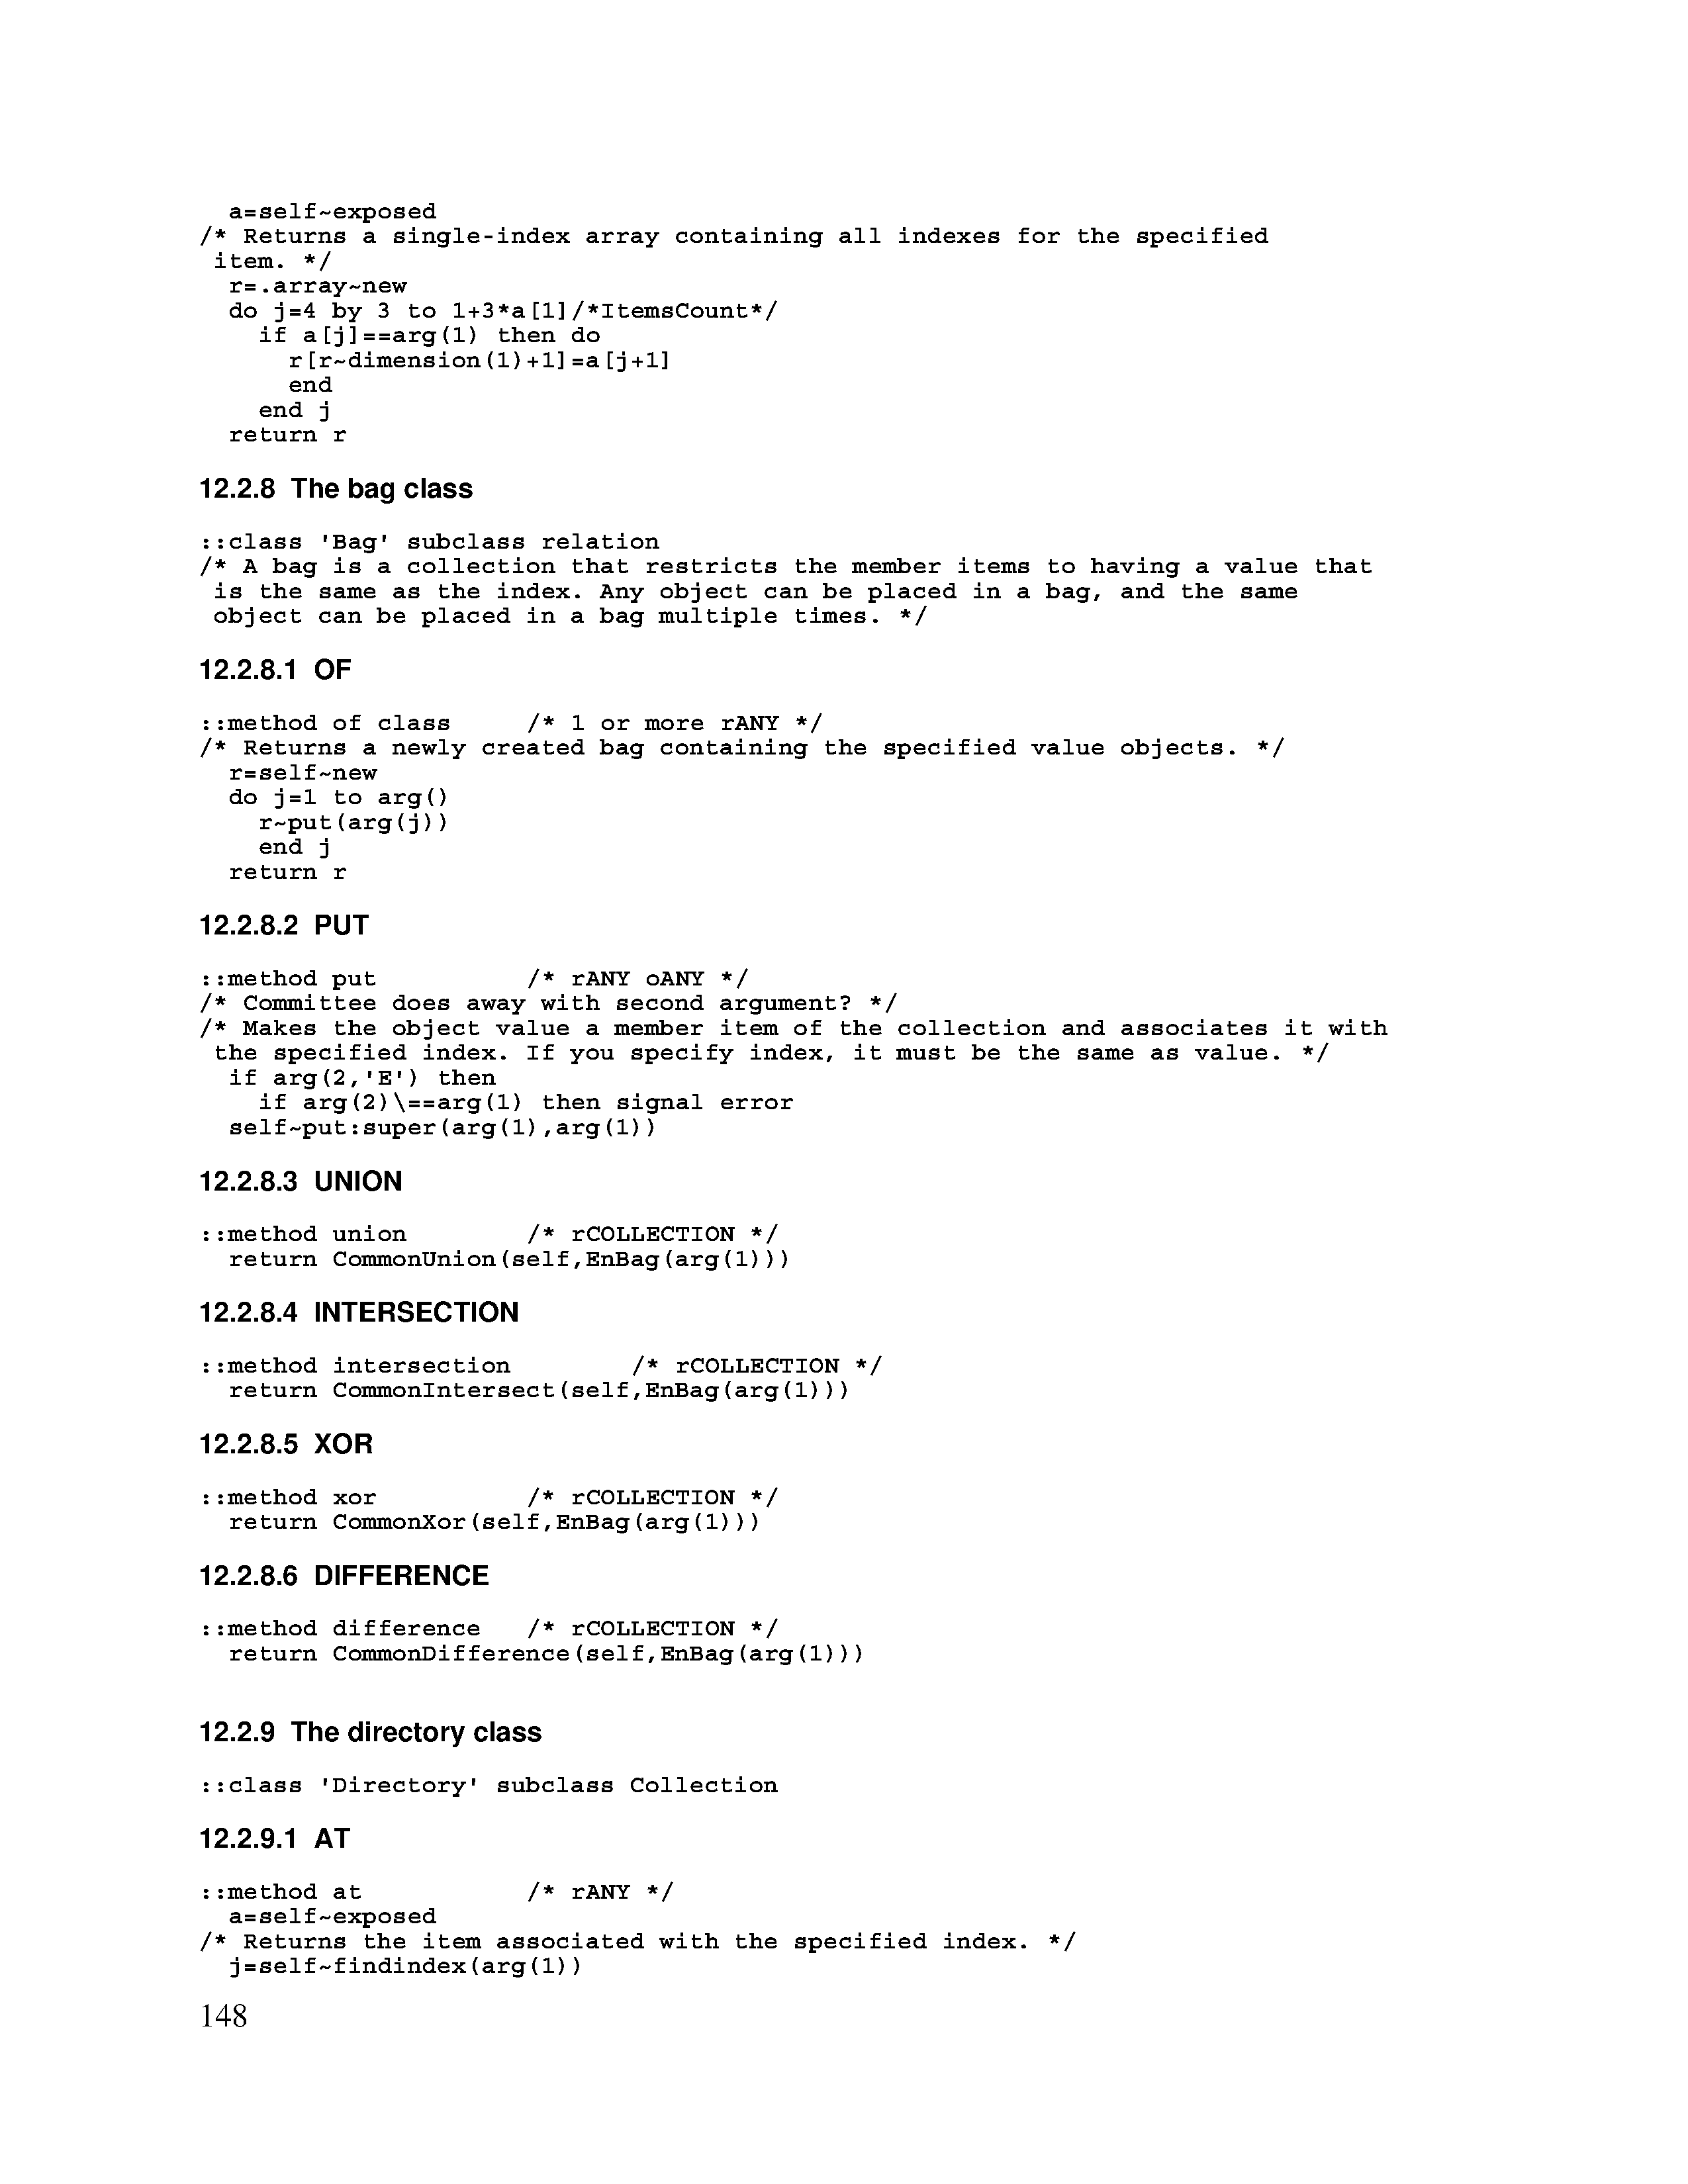 a=self~exposed
/* Returns a single-index array containing all indexes for the specified
 item. */
  r=.array~new
  do j=4 by 3 to 1+3*a[1]/*ItemsCount*/
    if a[j]==arg(1) then do
      r[r~dimension(1)+1]=a[j+1]
      end
    end j
  return r
12.2.8 The bag class
::class 'Bag' subclass relation
/* A bag is a collection that restricts the member items to having a value that
 is the same as the index. Any object can be placed in a bag, and the same
 object can be placed in a bag multiple times. */
12.2.8.1 OF
::method of class     /* 1 or more rANY */
/* Returns a newly created bag containing the specified value objects. */
  r=self~new
  do j=1 to arg()
    r~put(arg(j))
    end j
  return r
12.2.8.2 PUT
::method put          /* rANY oANY */
/* Committee does away with second argument? */
/* Makes the object value a member item of the collection and associates it with
 the specified index. If you specify index, it must be the same as value. */
  if arg(2,'E') then
    if arg(2)\==arg(1) then signal error
  self~put:super(arg(1),arg(1))
12.2.8.3 UNION
::method union        /* rCOLLECTION */
  return CommonUnion(self,EnBag(arg(1)))
12.2.8.4 INTERSECTION
::method intersection        /* rCOLLECTION */
  return CommonIntersect(self,EnBag(arg(1)))
12.2.8.5 XOR
::method xor          /* rCOLLECTION */
  return CommonXor(self,EnBag(arg(1)))
12.2.8.6 DIFFERENCE
::method difference   /* rCOLLECTION */
  return CommonDifference(self,EnBag(arg(1)))
12.2.9 The directory class
::class 'Directory' subclass Collection
12.2.9.1 AT
::method at           /* rANY */
  a=self~exposed
/* Returns the item associated with the specified index. */
  j=self~findindex(arg(1))
148